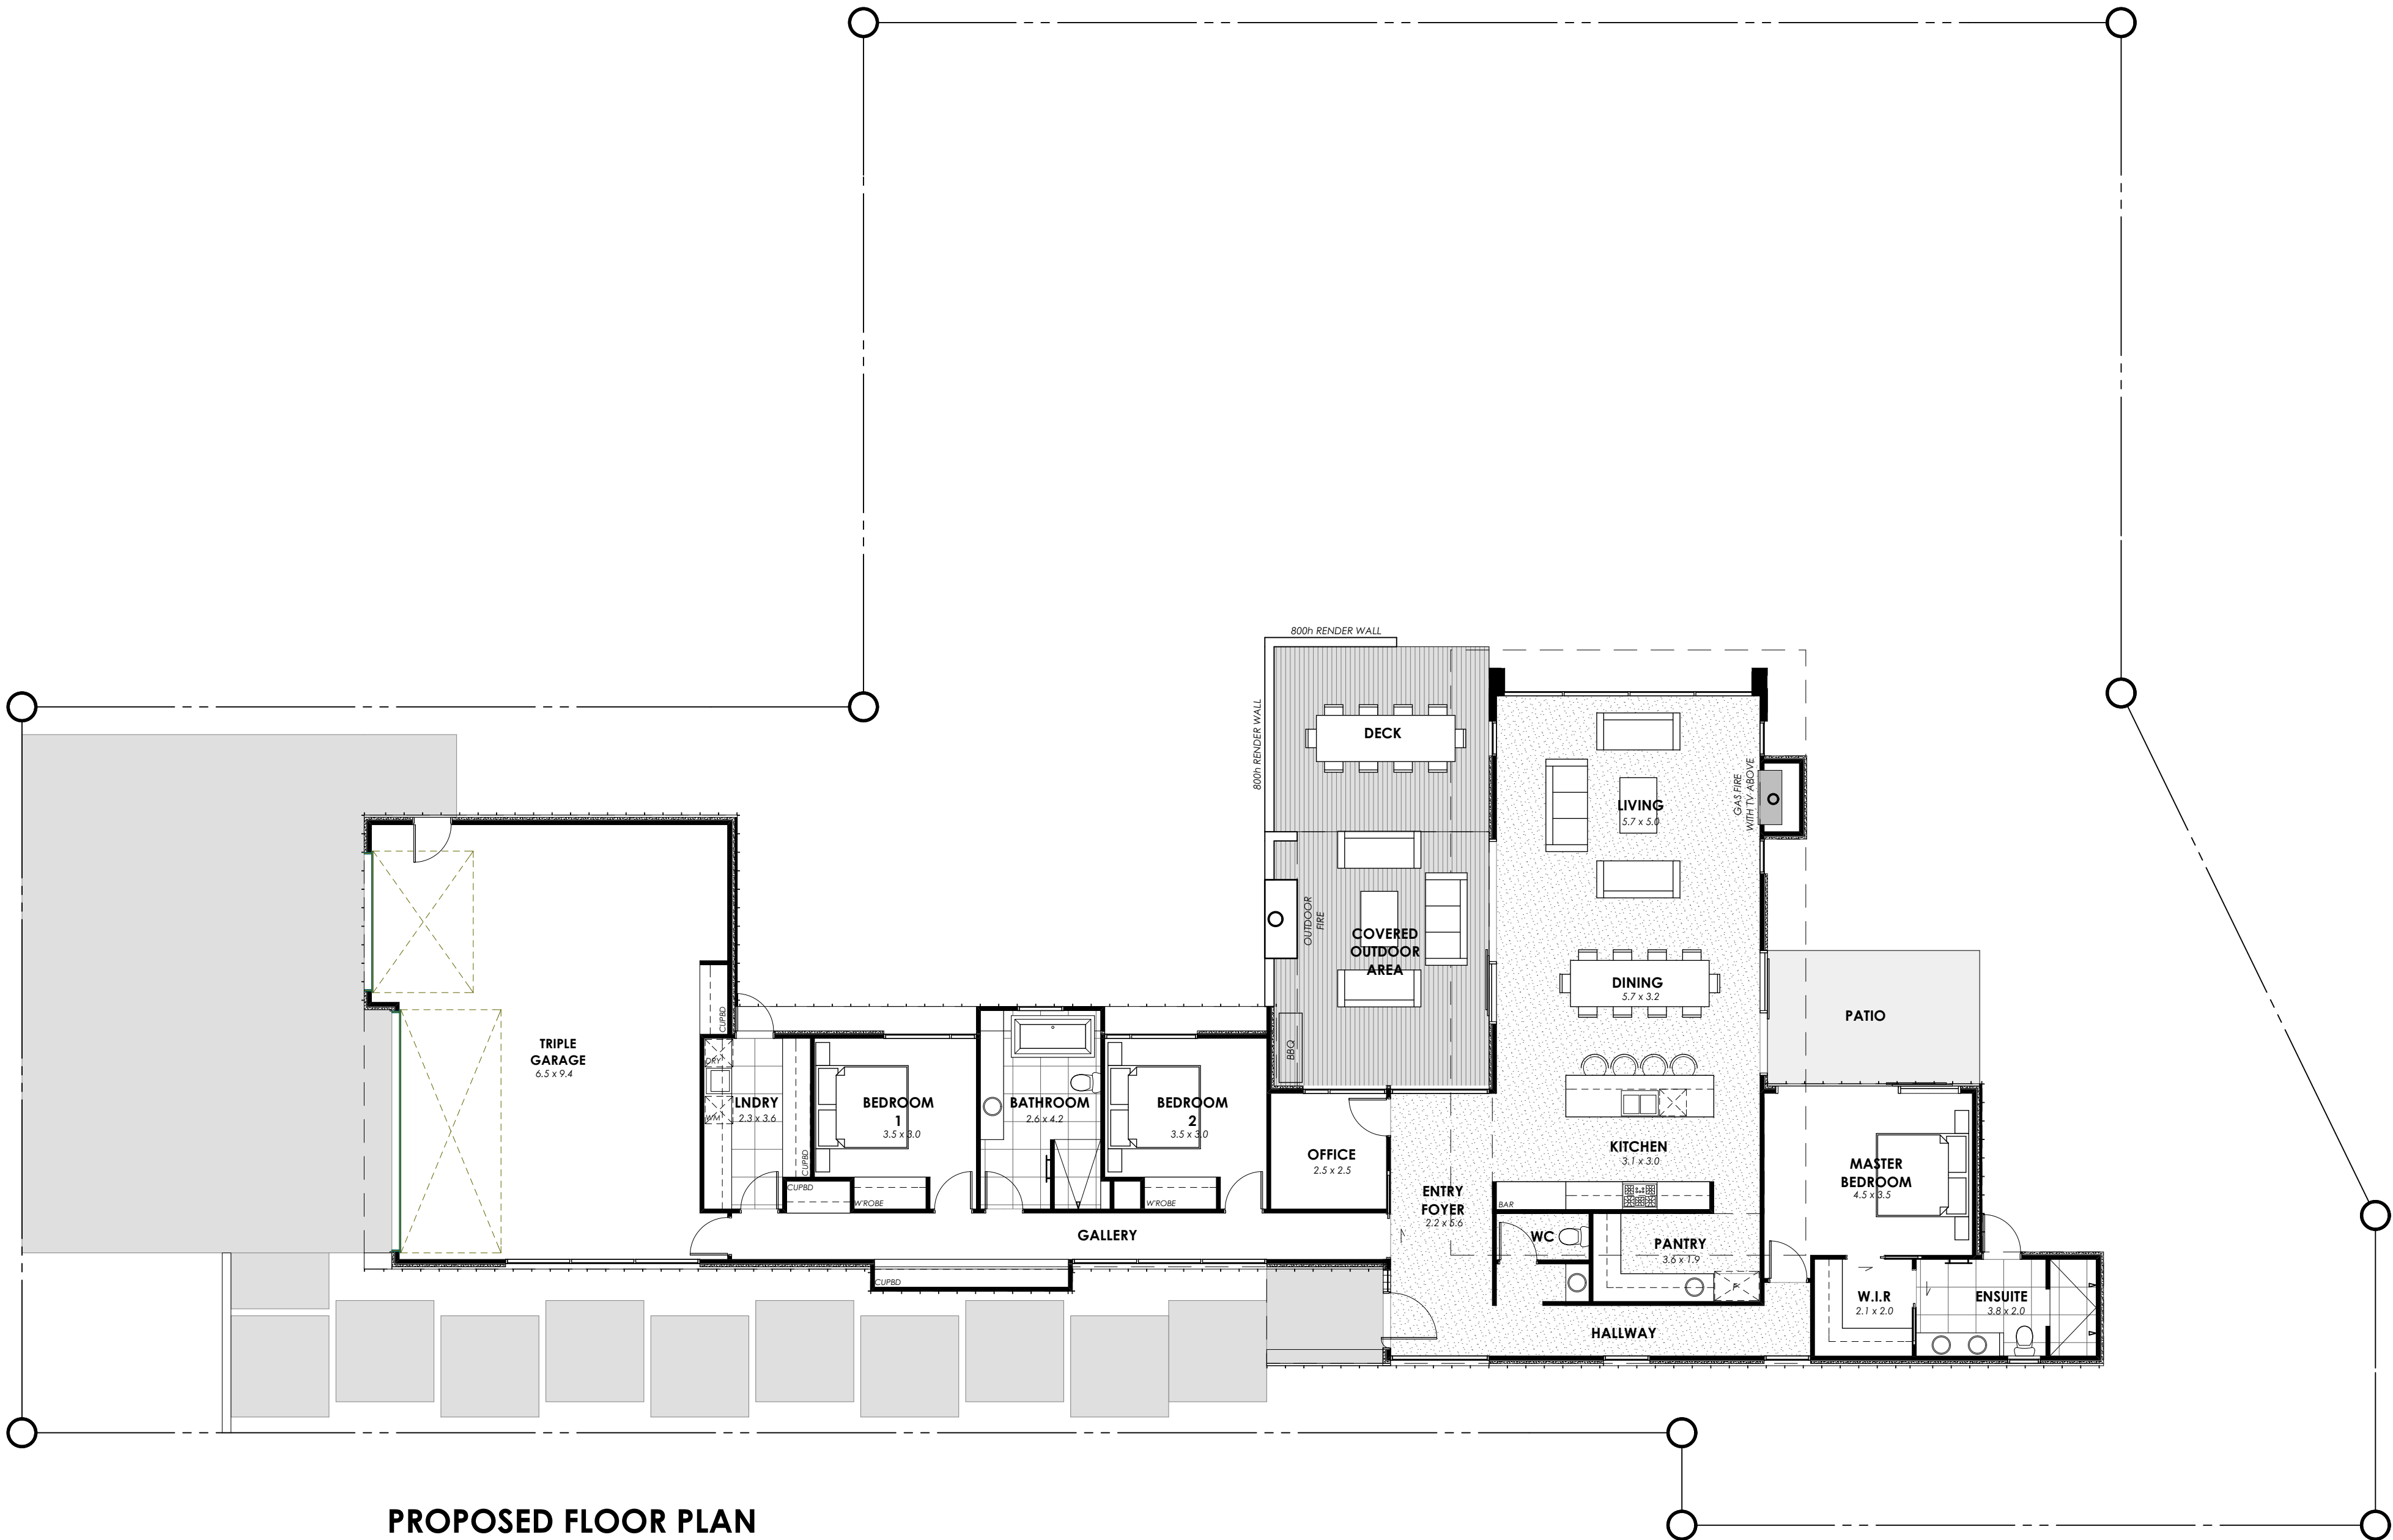 800h RENDER WALL
800h RENDER WALL
DECK
LIVING
5.7 x 5.0
GAS FIRE
WITH TV ABOVE
OUTDOOR
FIRE
COVERED
OUTDOOR
AREA
DINING
5.7 x 3.2
PATIO
BBQ
CUPBD
TRIPLE
GARAGE
6.5 x 9.4
DRY
WM
LNDRY
2.3 x 3.6
CUPBD
CUPBD
BEDROOM
1
3.5 x 3.0
W'ROBE
BATHROOM
2.6 x 4.2
BEDROOM
2
3.5 x 3.0
W'ROBE
OFFICE
2.5 x 2.5
KITCHEN
3.1 x 3.0
MASTER
BEDROOM
4.5 x 3.5
ENTRY
FOYER
2.2 x 5.6
BAR
GALLERY
WC
PANTRY
3.6 x 1.9
F
CUPBD
W.I.R
2.1 x 2.0
ENSUITE
3.8 x 2.0
HALLWAY
PROPOSED FLOOR PLAN